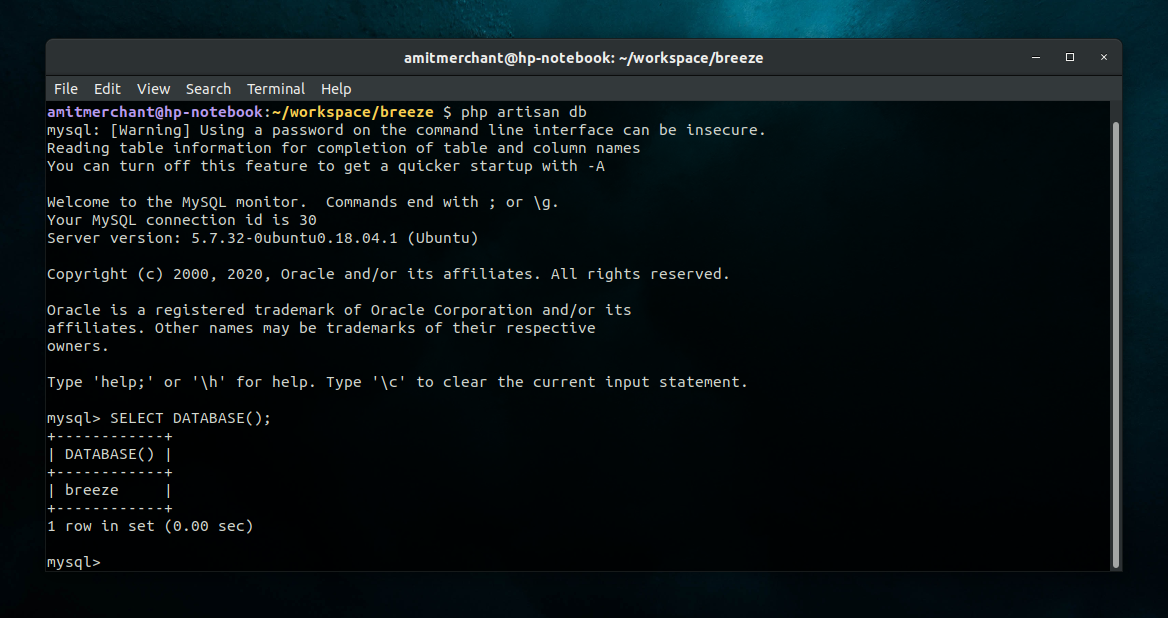 amitmerchant@hp-notebook: ~/workspace/breeze
File Edit View Search Terminal Help
amitmerchant@hp-notebook:~/workspace/breeze $ php artisan db
mysql: [Warning] Using a password on the command line interface can be insecure.
Reading table information for completion of table and column names
You can turn off this feature to get a quicker startup with -A
Welcome to the MySQL monitor.  Commands end with ; or \g.
Your MySQL connection id is 30
Server version: 5.7.32-0ubuntu0.18.04.1 (Ubuntu)
Copyright (c) 2000, 2020, Oracle and/or its affiliates. All rights reserved.
Oracle is a registered trademark of Oracle Corporation and/or its
affiliates. Other names may be trademarks of their respective
owners.
Type 'help;' or '\h' for help. Type '\c' to clear the current input statement.
mysql> SELECT DATABASE();
+------------+
| DATABASE() |
+------------+
| breeze     |
+------------+
1 row in set (0.00 sec)
mysql>